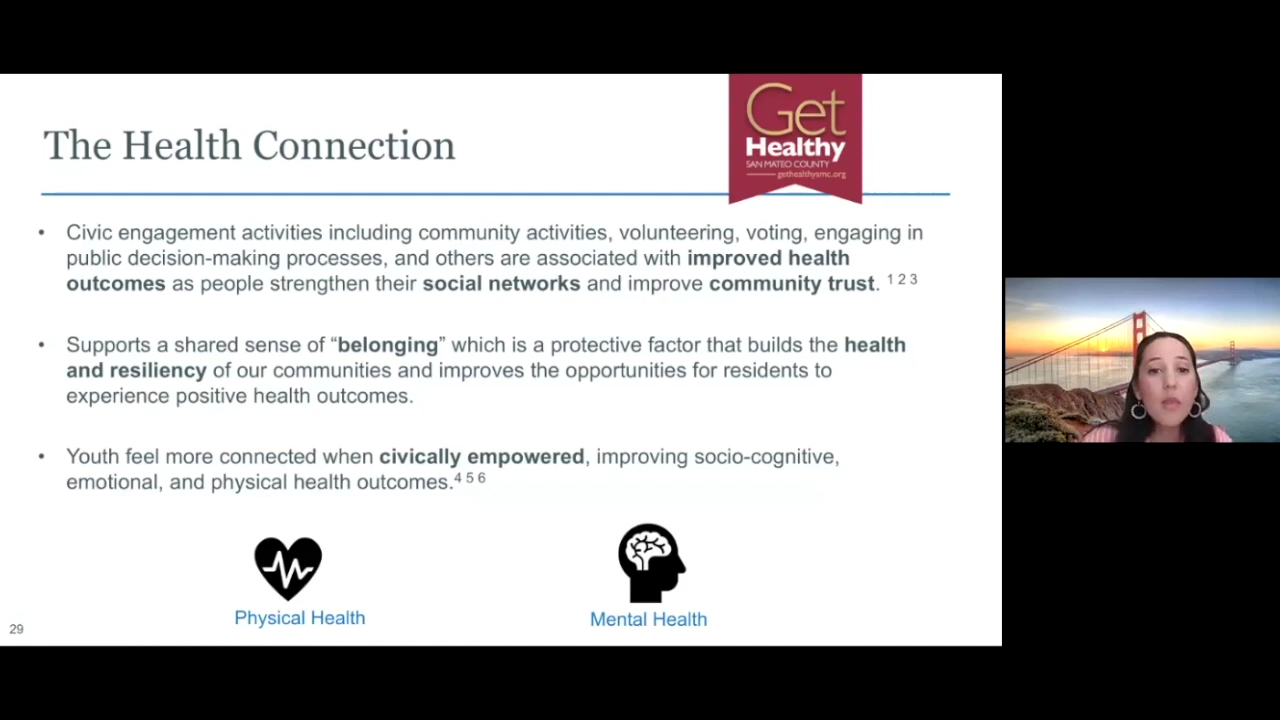 The Health Connection
Get
Healthy
SAN MATEO COUNTY
gethealthysmc.org
• Civic engagement activities including community activities, volunteering, voting, engaging in
public decision-making processes, and others are associated with improved health
outcomes as people strengthen their social networks and improve community trust. 1 2 3
• Supports a shared sense of “belonging” which is a protective factor that builds the health
and resiliency of our communities and improves the opportunities for residents to
experience positive health outcomes.
• Youth feel more connected when civically empowered, improving socio-cognitive,
emotional, and physical health outcomes.4 5 6
Physical Health
Mental Health
29